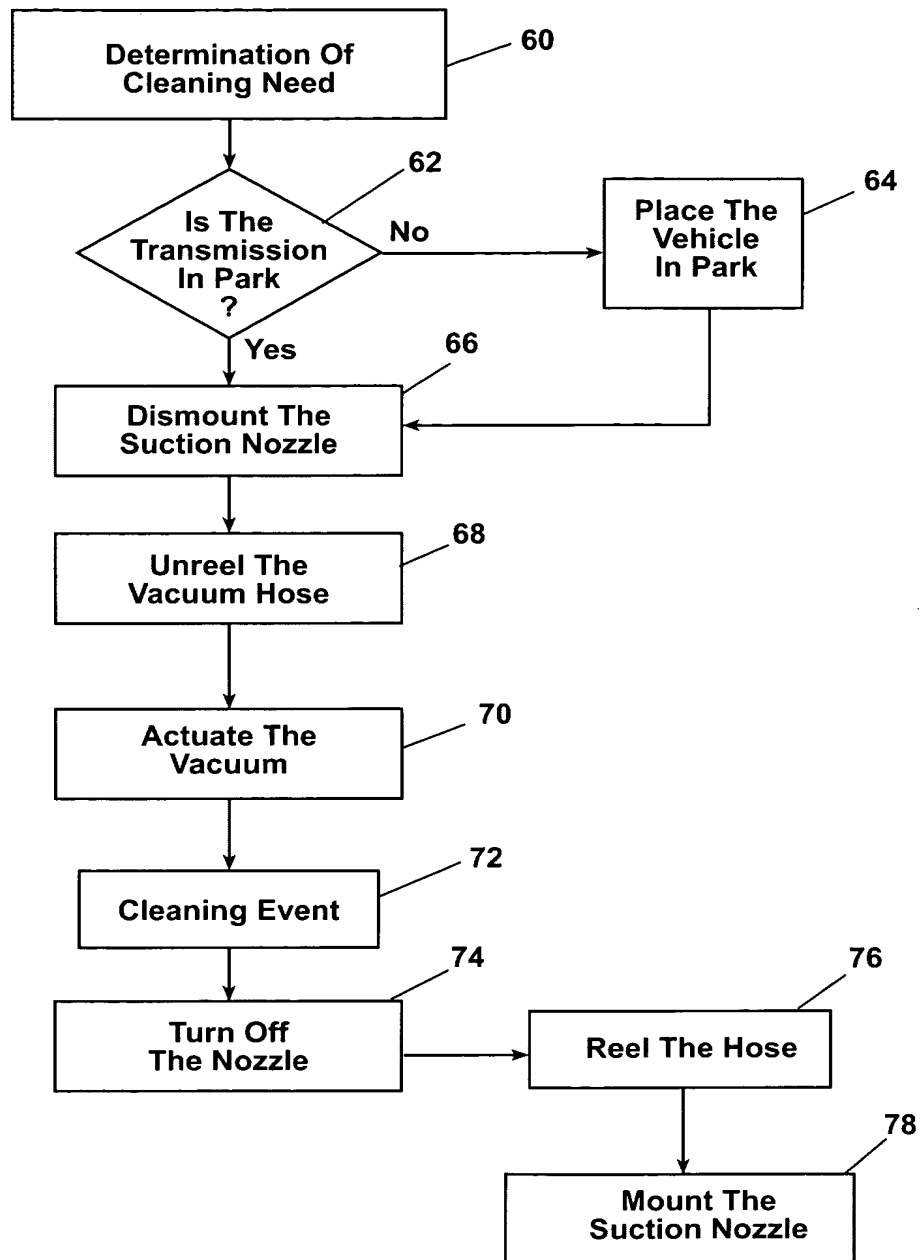 Determination Of
Cleaning Need
60
62
Is The
Transmission
In Park
?
No
Place The
Vehicle
In Park
64
Yes
66
Dismount The
Suction Nozzle
68
Unreel The
Vacuum Hose
70
Actuate The
Vacuum
72
Cleaning Event
74
Turn Off
The Nozzle
76
Reel The Hose
78
Mount The
Suction Nozzle